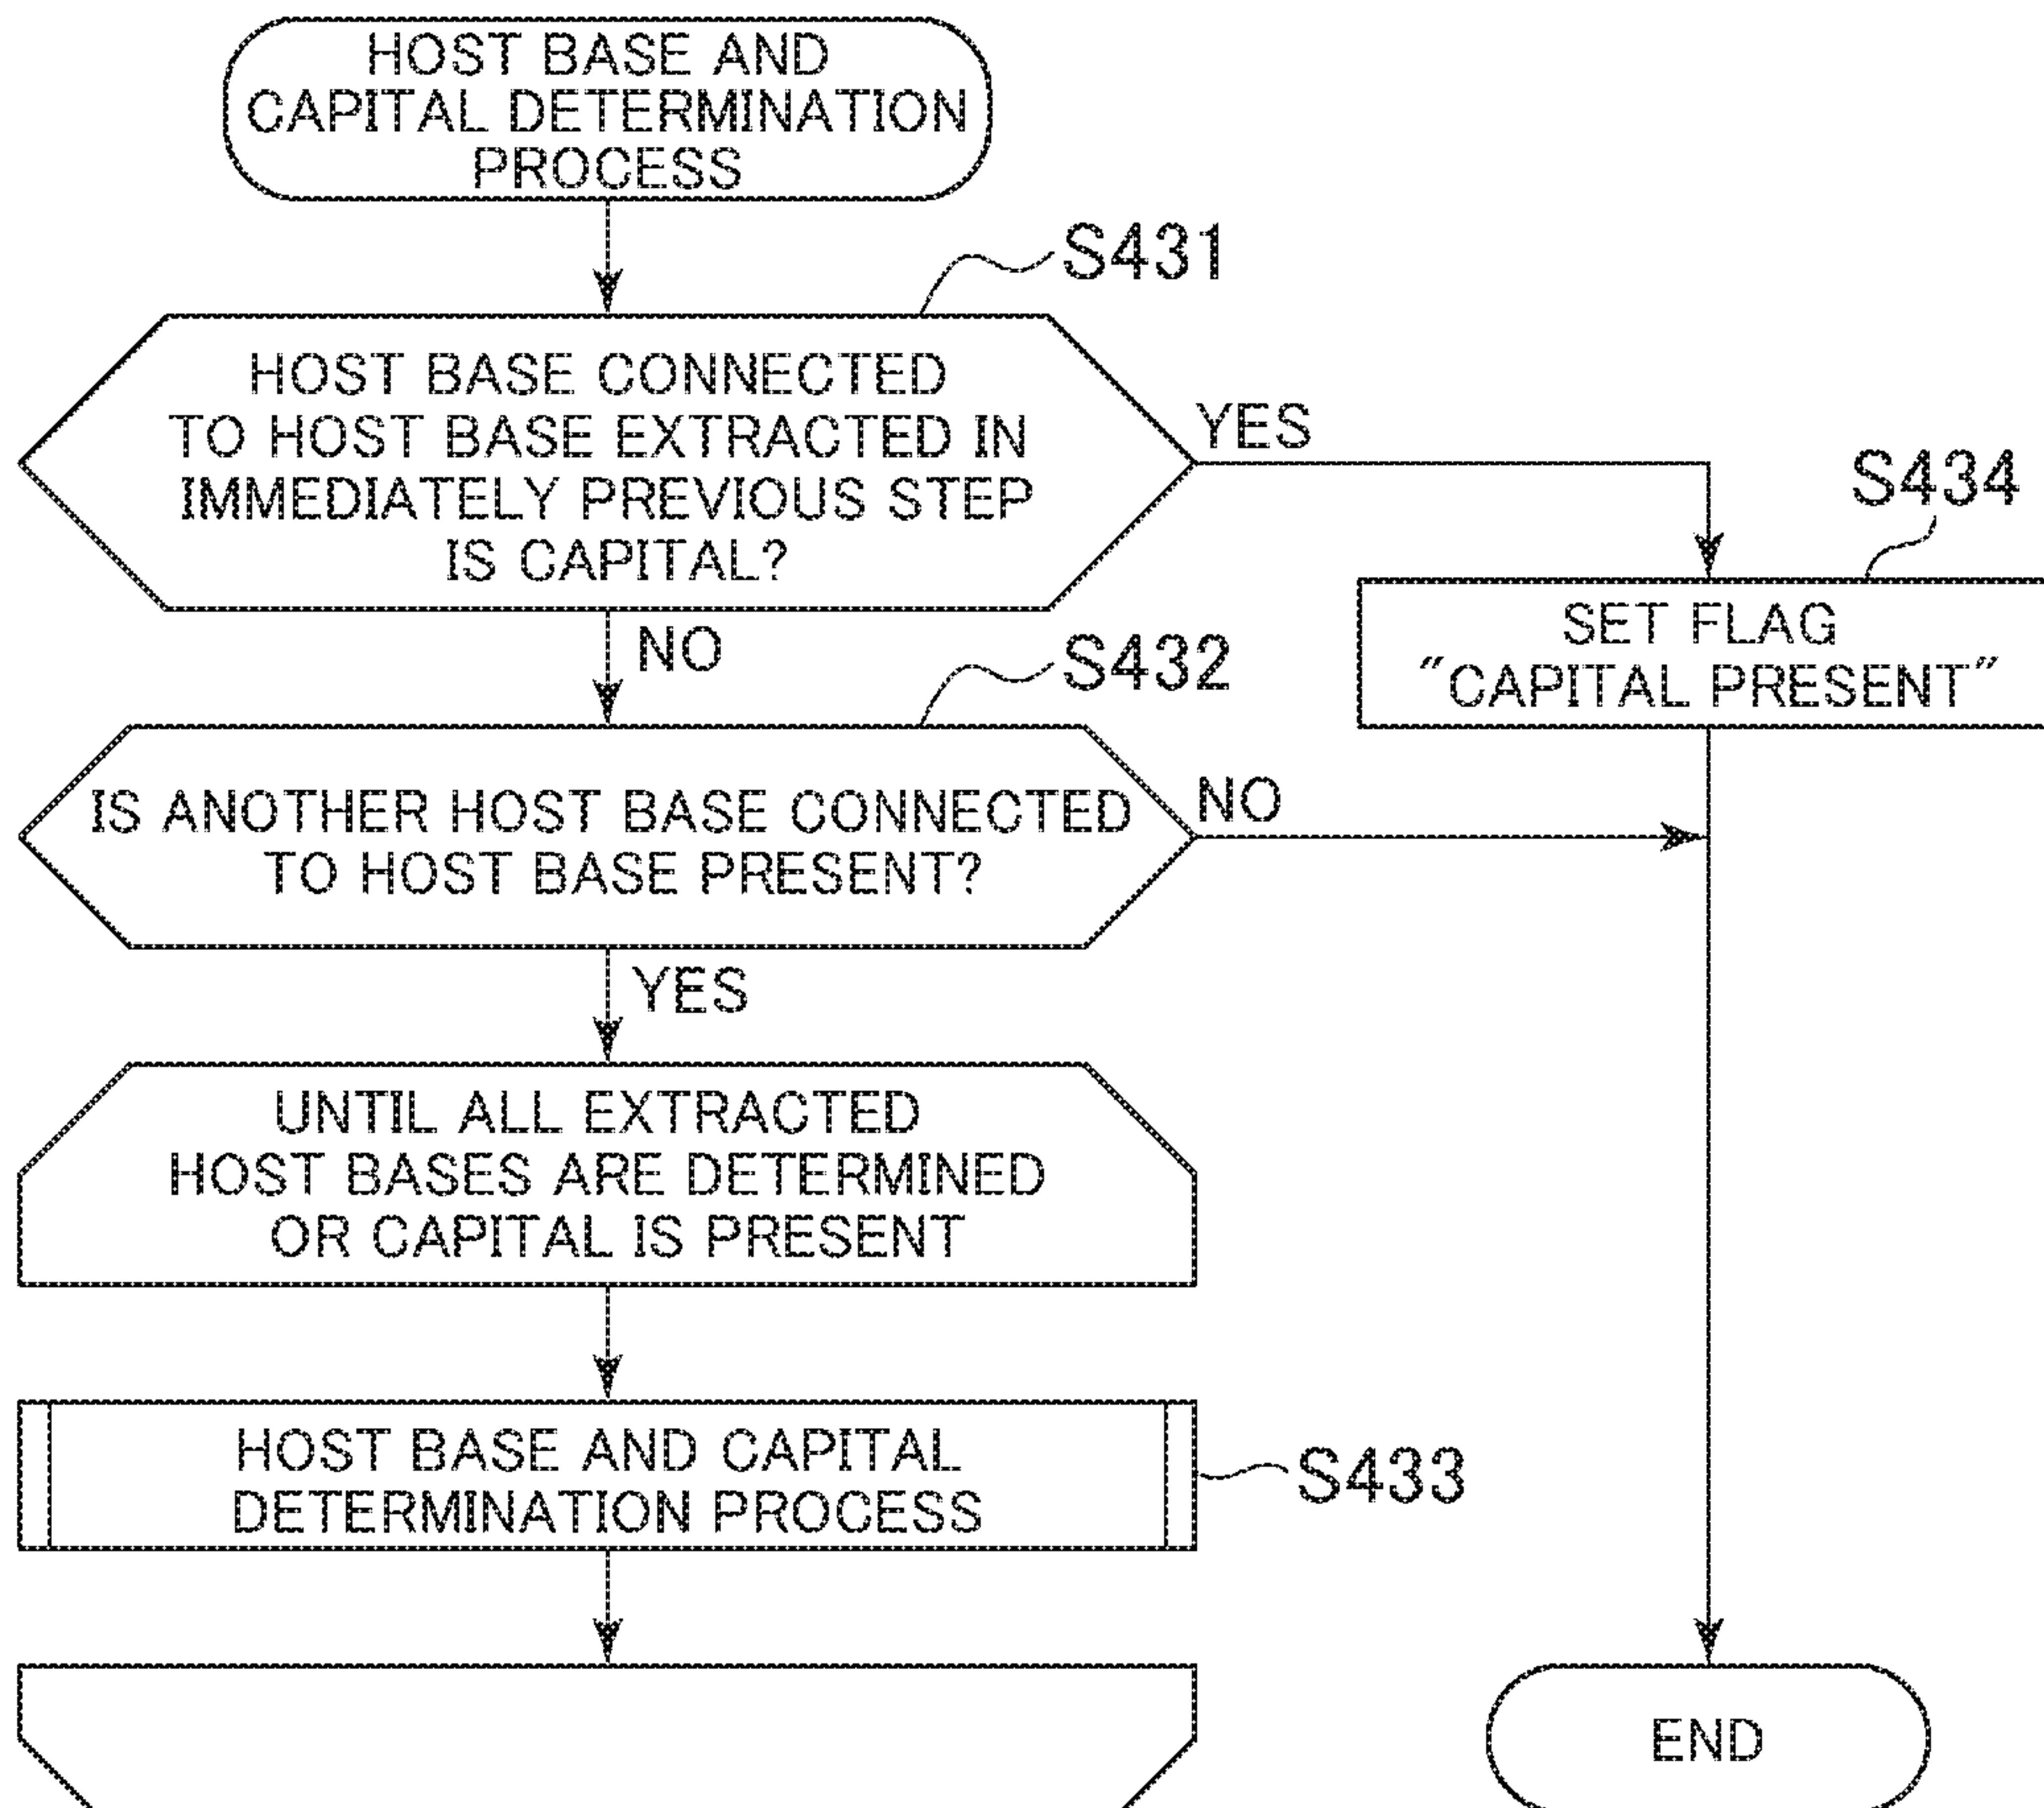 HOST BASE AND
CAPITAL DETERMINATION
PROCESS
S431
HOST BASE CONNECTED
TO HOST BASE EXTRACTED IN
IMMEDIATELY PREVIOUS STEP
IS CAPITAL?
YES
S434
SET FLAG
"CAPITAL PRESENT"
NO
S432
IS ANOTHER HOST BASE CONNECTED
TO HOST BASE PRESENT?
NO
YES
UNTIL ALL EXTRACTED
HOST BASES ARE DETERMINED
OR CAPITAL IS PRESENT
HOST BASE AND CAPITAL
DETERMINATION PROCESS
S433
END